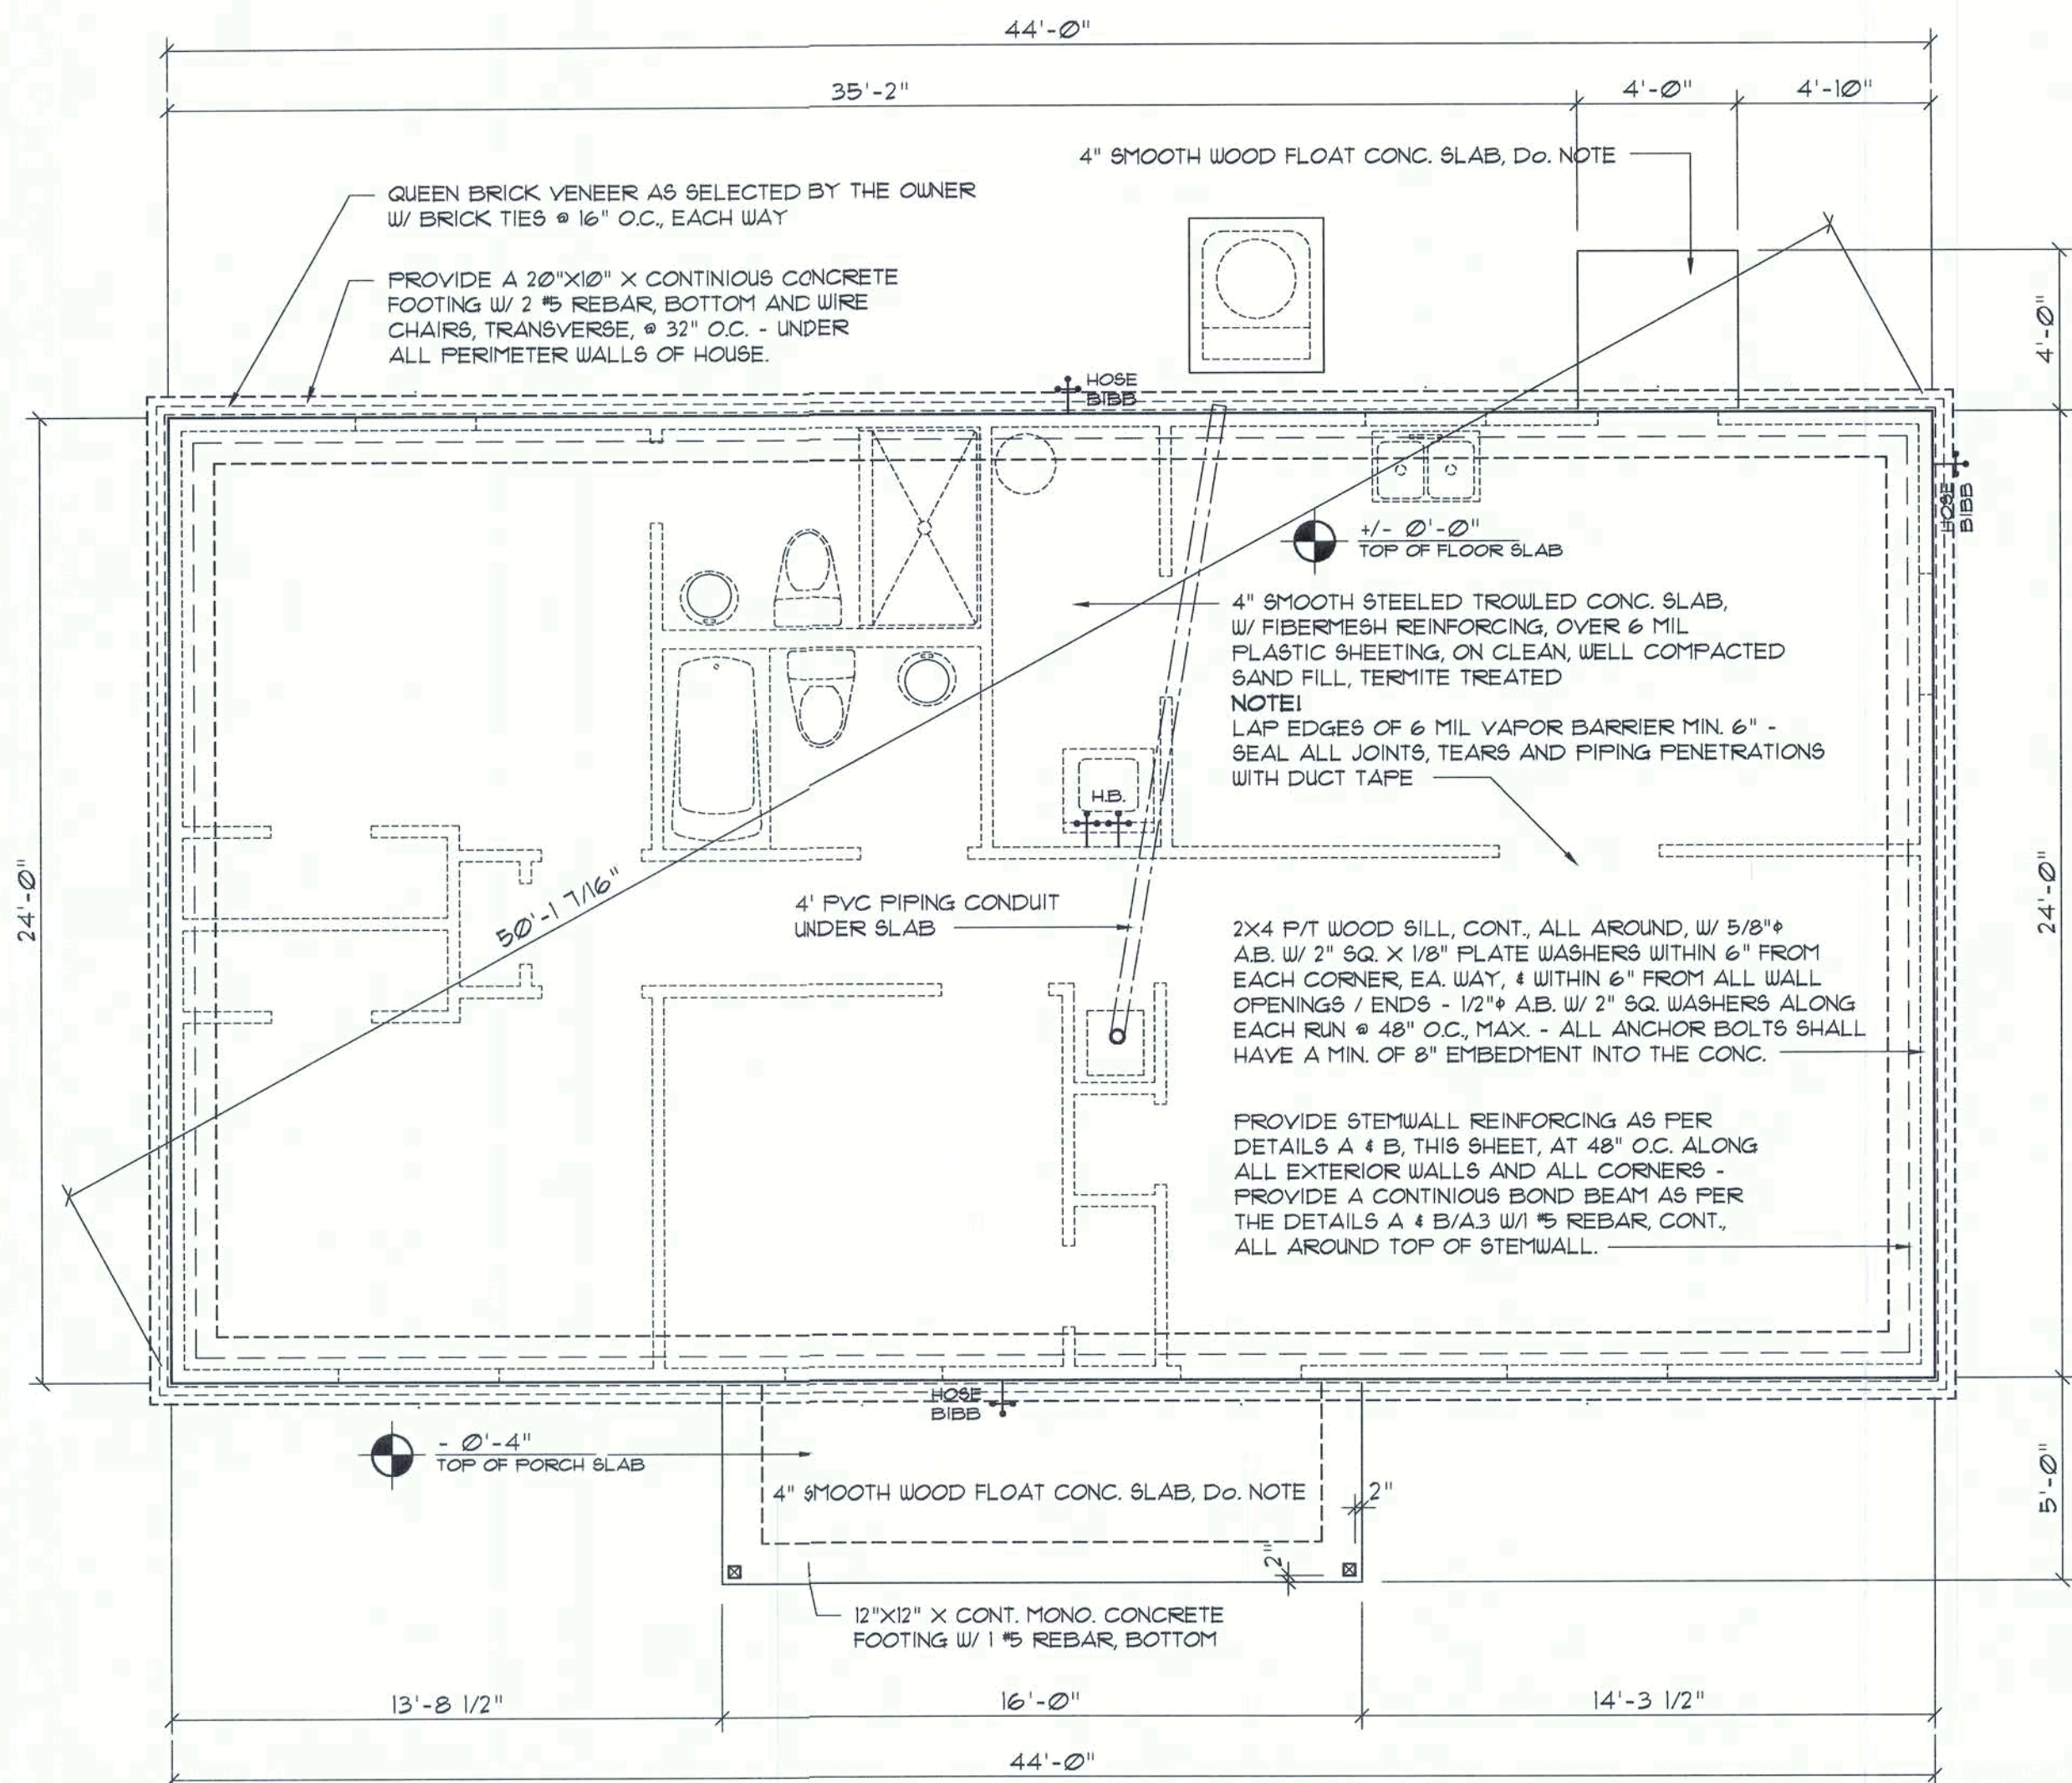 44'-0"
35'-2"
4'-0"
4'-10"
4" SMOOTH WOOD FLOAT CONC. SLAB, Do. NOTE
QUEEN BRICK VENEER AS SELECTED BY THE OWNER
W/ BRICK TIES @ 16" O.C., EACH WAY
PROVIDE A 20"X10" X CONTINIOUS CONCRETE
FOOTING W/ 2 #5 REBAR, BOTTOM AND WIRE
CHAIRS, TRANSVERSE, @ 32" O.C. - UNDER
ALL PERIMETER WALLS OF HOUSE.
4'-0"
HOSE
BIBB
HOSE
BIBB
+/- 0'-0"
TOP OF FLOOR SLAB
4" SMOOTH STEELED TROWLED CONC. SLAB,
W/ FIBERMESH REINFORCING, OVER 6 MIL
PLASTIC SHEETING, ON CLEAN, WELL COMPACTED
SAND FILL, TERMITE TREATED
NOTE!
LAP EDGES OF 6 MIL VAPOR BARRIER MIN. 6" -
SEAL ALL JOINTS, TEARS AND PIPING PENETRATIONS
WITH DUCT TAPE
H.B.
24'-0"
50'-1 7/16"
4' PVC PIPING CONDUIT
UNDER SLAB
24'-0"
2X4 P/T WOOD SILL, CONT., ALL AROUND, W/ 5/8"ϕ
A.B. W/ 2" SQ. X 1/8" PLATE WASHERS WITHIN 6" FROM
EACH CORNER, EA. WAY, & WITHIN 6" FROM ALL WALL
OPENINGS / ENDS - 1/2"ϕ A.B. W/ 2" SQ. WASHERS ALONG
EACH RUN @ 48" O.C., MAX. - ALL ANCHOR BOLTS SHALL
HAVE A MIN. OF 8" EMBEDMENT INTO THE CONC.
PROVIDE STEMWALL REINFORCING AS PER
DETAILS A & B, THIS SHEET, AT 48" O.C. ALONG
ALL EXTERIOR WALLS AND ALL CORNERS -
PROVIDE A CONTINIOUS BOND BEAM AS PER
THE DETAILS A & B/A.3 W/1 #5 REBAR, CONT.,
ALL AROUND TOP OF STEMWALL.
HOSE
BIBB
- 0'-4"
TOP OF PORCH SLAB
4" SMOOTH WOOD FLOAT CONC. SLAB, Do. NOTE
2"
2"
5'-0"
12"X12" X CONT. MONO. CONCRETE
FOOTING W/ 1 #5 REBAR, BOTTOM
13'-8 1/2"
16'-0"
14'-3 1/2"
44'-0"